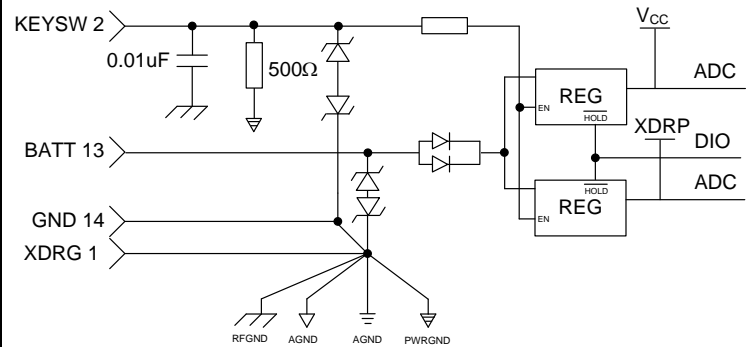 KEYSW 2
0.01uF
500Ω
V_CC
ADC
REG
EN
HOLD
BATT 13
XDRP
DIO
HOLD
ADC
REG
EN
GND 14
XDRG 1
RFGND AGND AGND PWRGND